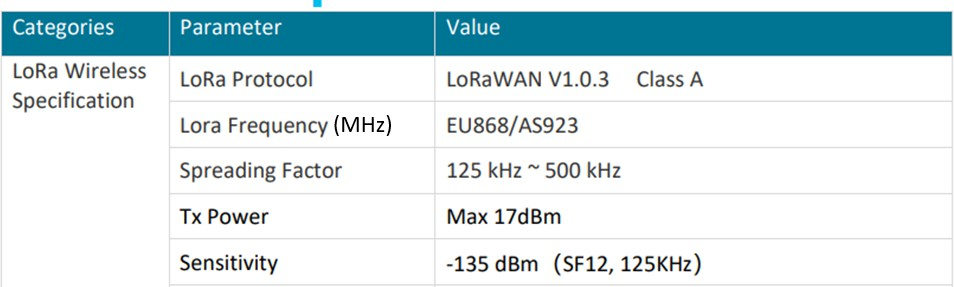 Categories Parameter Value
LoRa Wireless Specification LoRa Protocol LoRaWAN V1.0.3 Class A
Lora Frequency (MHz) EU868/AS923
Spreading Factor 125 kHz ~ 500 kHz
Tx Power Max 17dBm
Sensitivity -135 dBm (SF12, 125KHz)